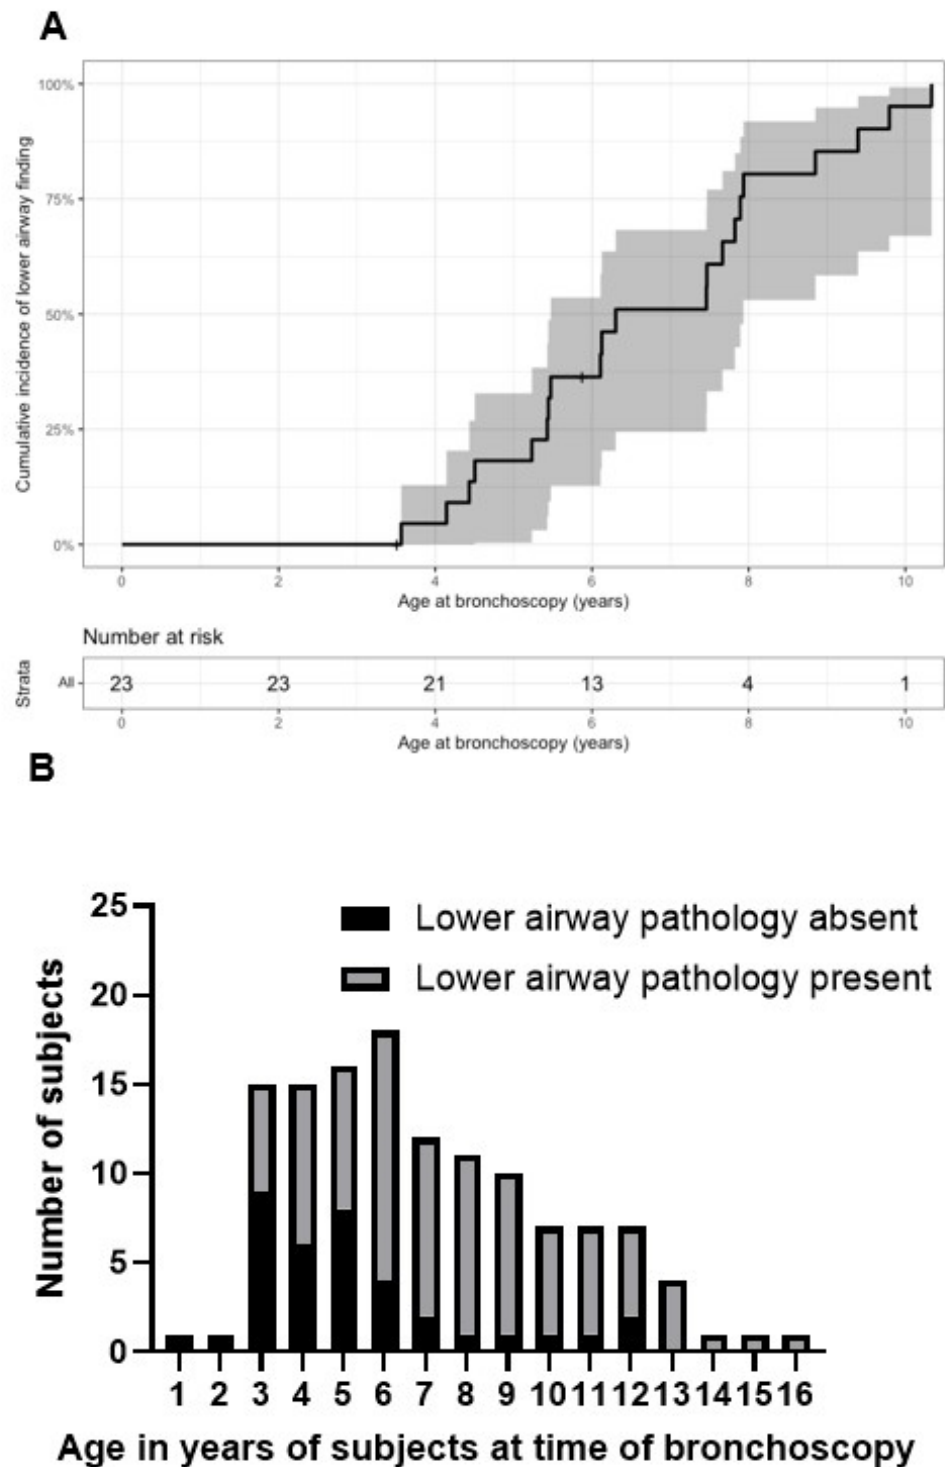 A
Cumulative incidence of lower airway finding
100%
75%
50%
25%
0%
0 2 4 6 8 10
Age at bronchoscopy (years)
Number at risk
Strata
All 23 23 21 13 4 1
0 2 4 6 8 10
Age at bronchoscopy (years)
B
Number of subjects
25
20
15
10
5
0
Lower airway pathology absent
Lower airway pathology present
1 2 3 4 5 6 7 8 9 10 11 12 13 14 15 16
Age in years of subjects at time of bronchoscopy